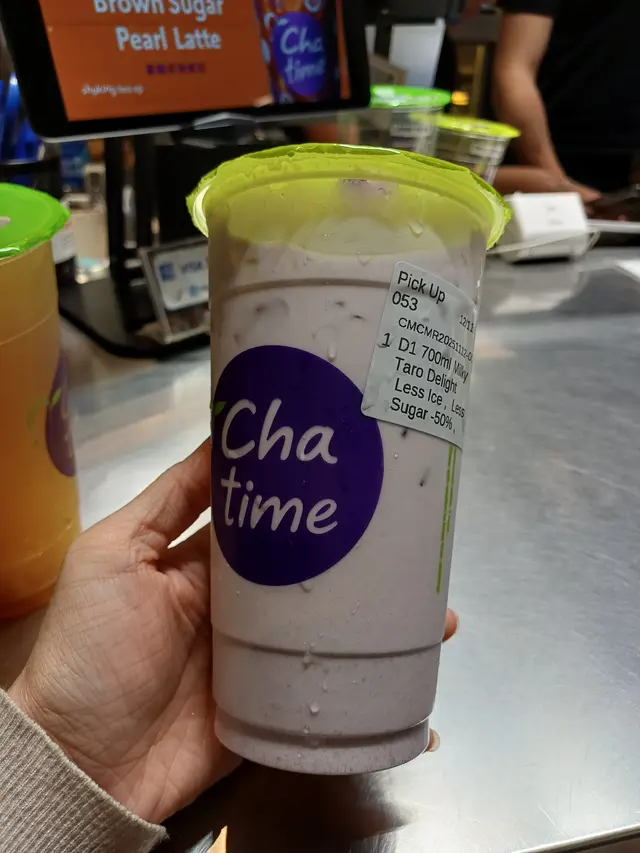 Brown Sugar
Pearl Latte
Cha
time
Pick Up
053
1 D1 700ml Milky
Taro Delight
Less Ice , Less
Sugar -50%,
Cha
time